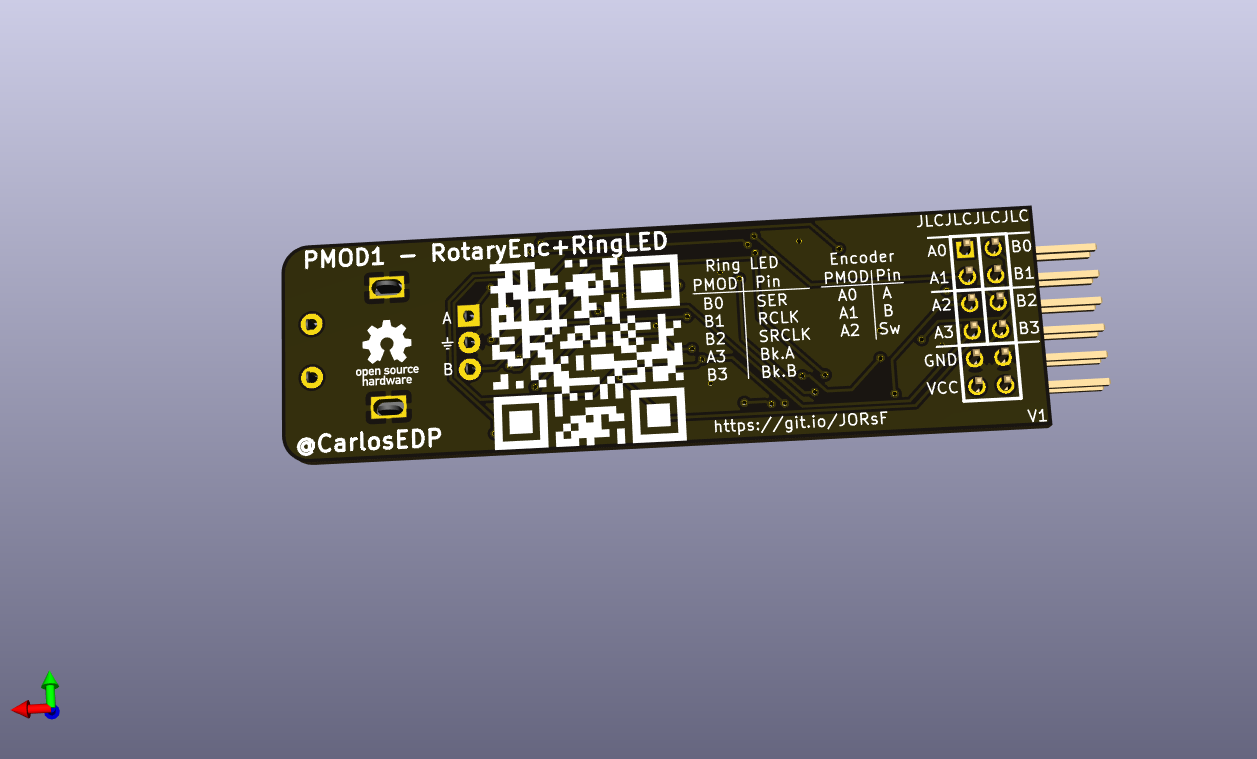 JLCJLCJLCJLC
PMOD1 - RotaryEnc+RingLED
open source
hardware
@CarlosEDP
A
B
Ring LED
PMOD Pin
B0 SER
B1 RCLK
B2 SRCLK
A3 Bk.A
B3 Bk.B
Encoder
PMOD Pin
A0 A
A1 B
A2 Sw
https://git.io/JORsF
A0 B0
A1 B1
A2 B2
A3 B3
GND
VCC
V1